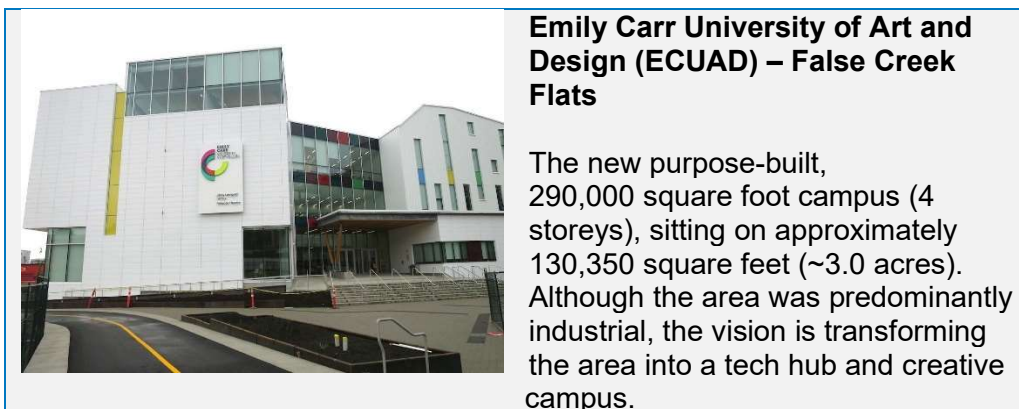 Emily Carr University of Art and
Design (ECUAD) – False Creek
Flats
The new purpose-built,
290,000 square foot campus (4
storeys), sitting on approximately
130,350 square feet (~3.0 acres).
Although the area was predominantly
industrial, the vision is transforming
the area into a tech hub and creative
campus.
EMILY
CARR